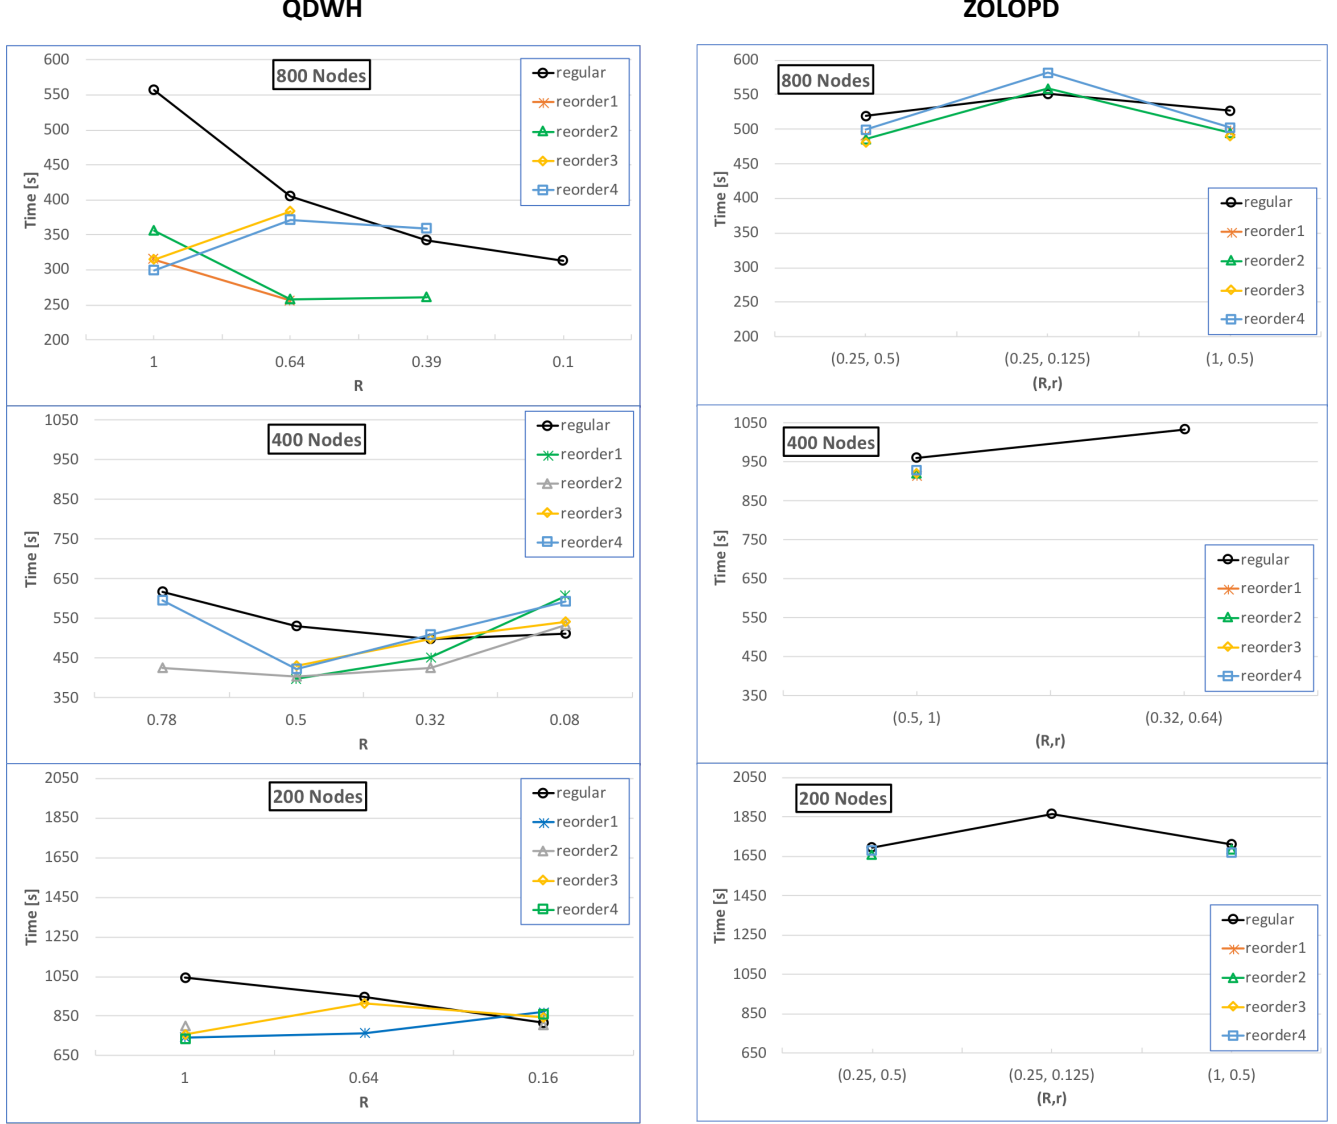 QDWH
ZOLOPD
600
550
500
450
400
350
300
250
200
Time [s]
800 Nodes
regular
reorder1
reorder2
reorder3
reorder4
1
0.64
0.39
0.1
R
600
550
500
450
400
350
300
250
200
Time [s]
800 Nodes
regular
reorder1
reorder2
reorder3
reorder4
(0.25, 0.5)
(0.25, 0.125)
(1, 0.5)
(R,r)
1050
950
850
750
650
550
450
350
Time [s]
400 Nodes
regular
reorder1
reorder2
reorder3
reorder4
0.78
0.5
0.32
0.08
R
1050
950
850
750
650
550
450
350
Time [s]
400 Nodes
regular
reorder1
reorder2
reorder3
reorder4
(0.5, 1)
(0.32, 0.64)
(R,r)
2050
1850
1650
1450
1250
1050
850
650
Time [s]
200 Nodes
regular
reorder1
reorder2
reorder3
reorder4
1
0.64
0.16
R
2050
1850
1650
1450
1250
1050
850
650
Time [s]
200 Nodes
regular
reorder1
reorder2
reorder3
reorder4
(0.25, 0.5)
(0.25, 0.125)
(1, 0.5)
(R,r)